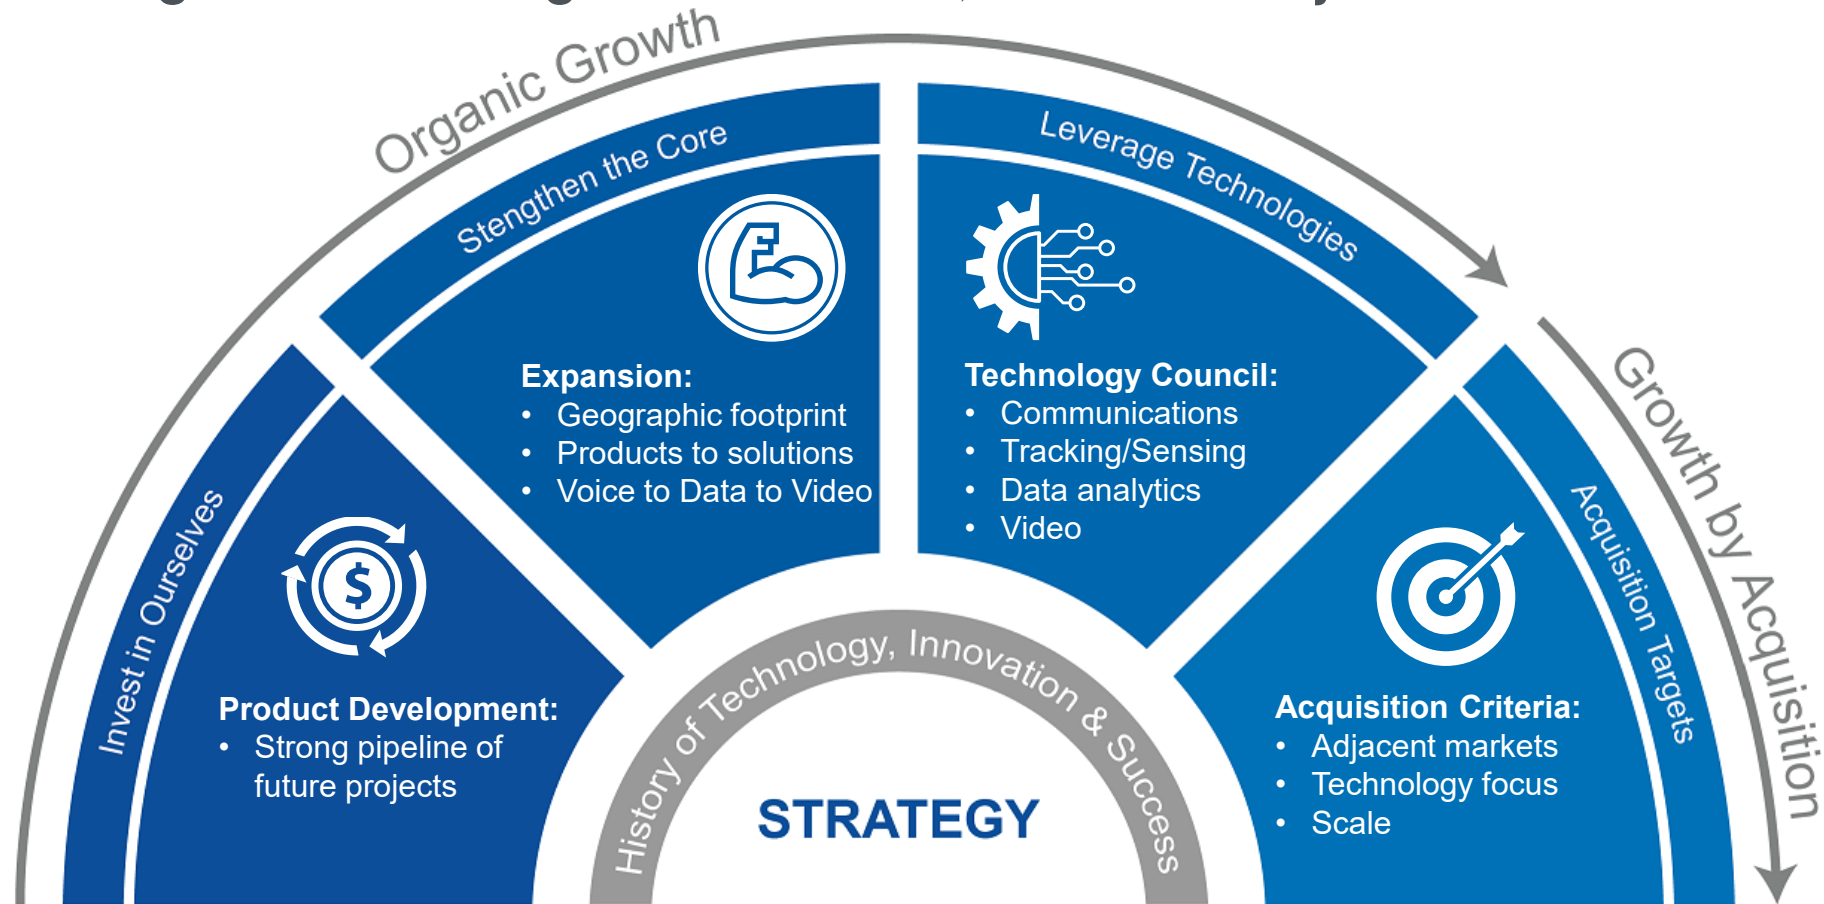 Organic Growth
Growth by Acquisition
Invest in Ourselves
Product Development:
• Strong pipeline of
future projects
Stengthen the Core
Expansion:
• Geographic footprint
• Products to solutions
• Voice to Data to Video
Leverage Technologies
Technology Council:
• Communications
• Tracking/Sensing
• Data analytics
• Video
Acquisition Targets
Acquisition Criteria:
• Adjacent markets
• Technology focus
• Scale
History of Technology, Innovation & Success
STRATEGY
$